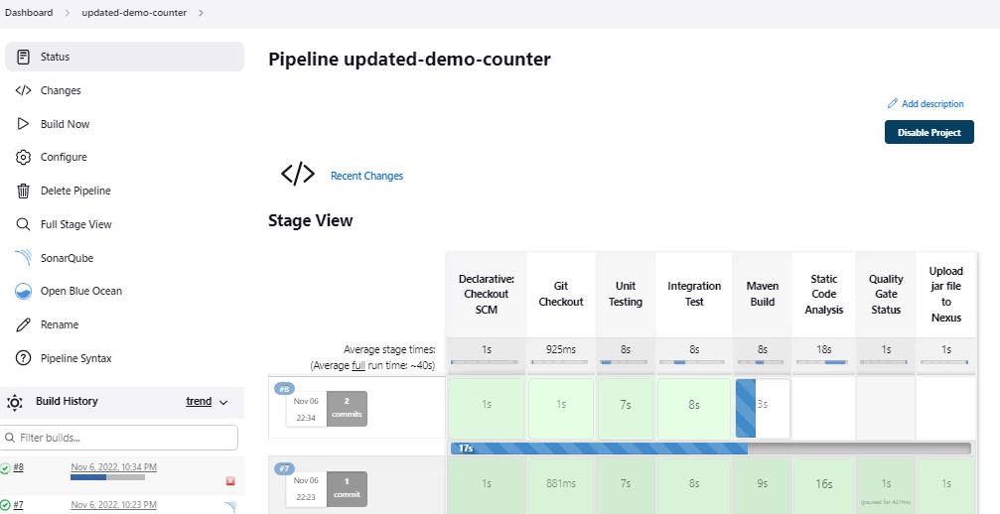 Dashboard
updated-demo-counter
Status
Changes
Build Now
Configure
Delete Pipeline
Full Stage View
SonarQube
Open Blue Ocean
Rename
Pipeline Syntax
Build History
trend
Filter builds...
#8
Nov 6, 2022, 10:34 PM
#7
Nov 6, 2022, 10:23 PM
Pipeline updated-demo-counter
Add description
Disable Project
</> Recent Changes
Stage View
Declarative:
Checkout
SCM
Git
Checkout
Unit
Testing
Integration
Test
Maven
Build
Static
Code
Analysis
Quality
Gate
Status
Upload
jar file
to
Nexus
Average stage times:
(Average full run time: ~40s)
1s 925ms 8s 8s 8s 18s 1s 1s
#8
Nov 06
22:34
2
commits
1s 1s 7s 8s 3s
17s
#7
Nov 06
22:23
1
commit
1s 881ms 7s 8s 9s 16s 1s 1s
(paused for 437ms)